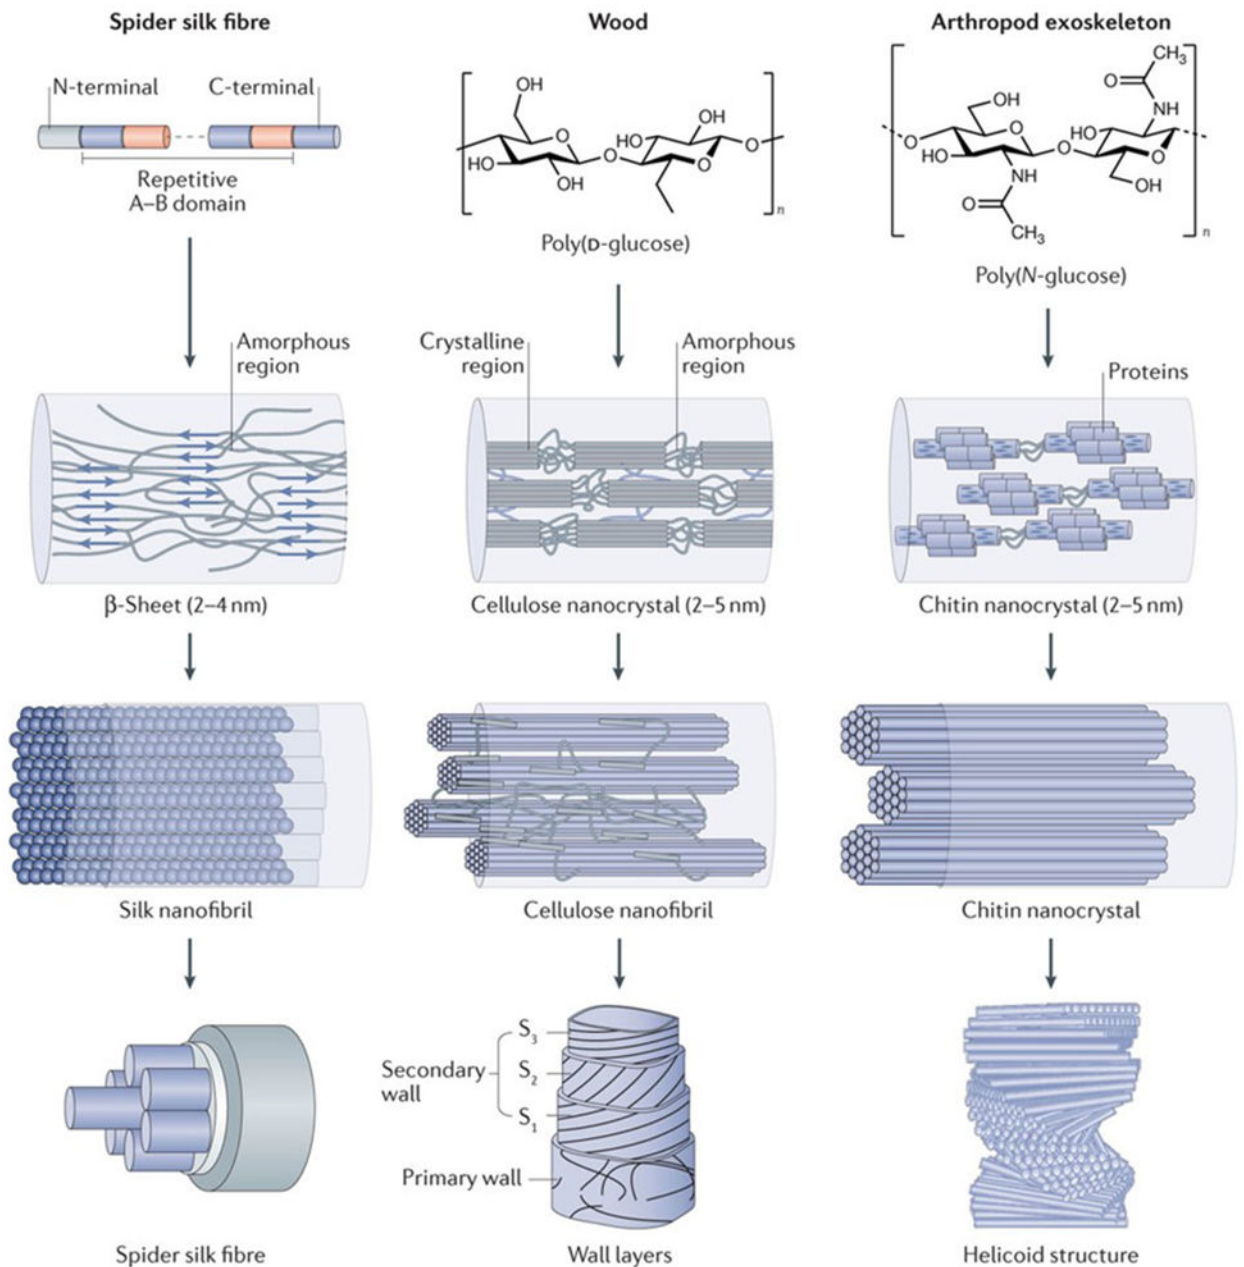 Spider silk fibre
N-terminal
C-terminal
Repetitive
A–B domain
Amorphous
region
β-Sheet (2–4 nm)
Silk nanofibril
Spider silk fibre
Wood
OH
O
HO
OH
O
HO
OH
O
O
n
Poly(D-glucose)
Crystalline
region
Amorphous
region
Cellulose nanocrystal (2–5 nm)
Cellulose nanofibril
S₃
Secondary
wall
S₂
S₁
Primary wall
Wall layers
Arthropod exoskeleton
CH₃
O
NH
OH
O
O
HO
HO
O
O
OH
NH
O
CH₃
n
Poly(N-glucose)
Proteins
Chitin nanocrystal (2–5 nm)
Chitin nanocrystal
Helicoid structure